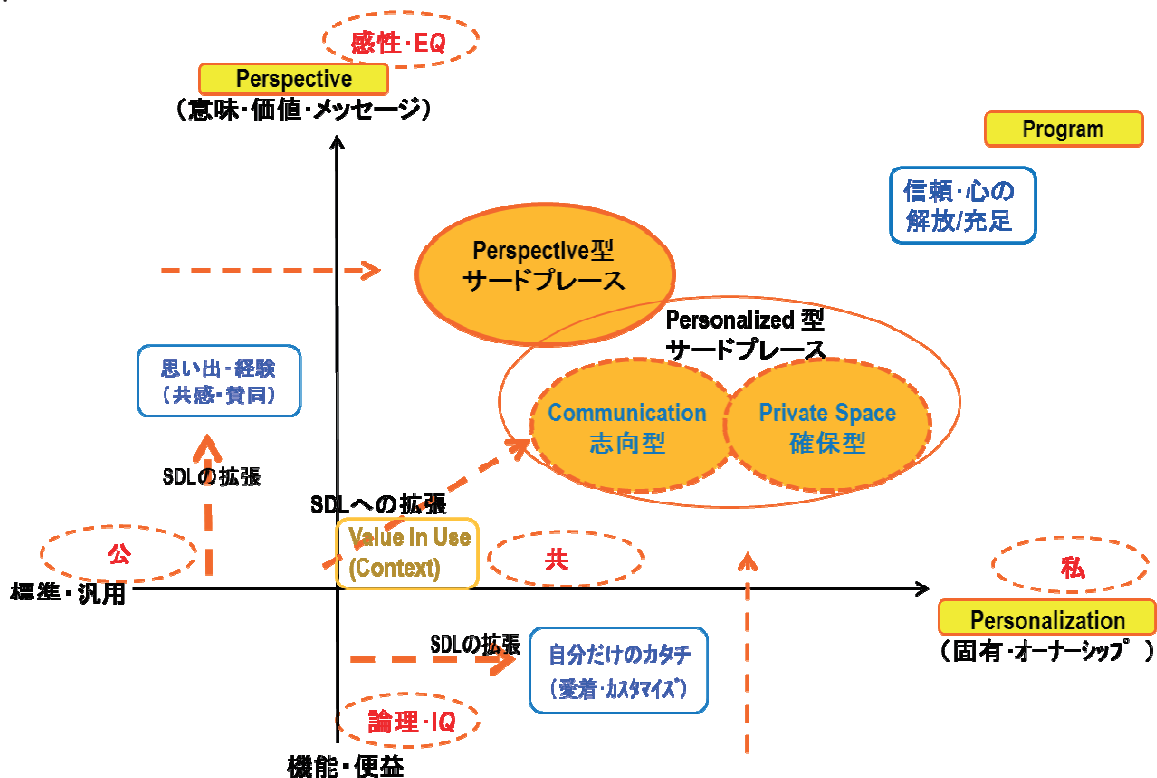 感性・EQ
Perspective
（意味・価値・メッセージ）
Program
信頼・心の
解放/充足
Perspective型
サードプレース
Personalized 型
サードプレース
思い出・経験
（共感・賛同）
Communication
志向型
Private Space
確保型
SDLの拡張
SDLへの拡張
Value in Use
(Context)
公
共
私
標準・汎用
Personalization
（固有・オーナーシップ）
SDLの拡張
自分だけのカタチ
（愛着・カスタマイズ）
論理・IQ
機能・便益